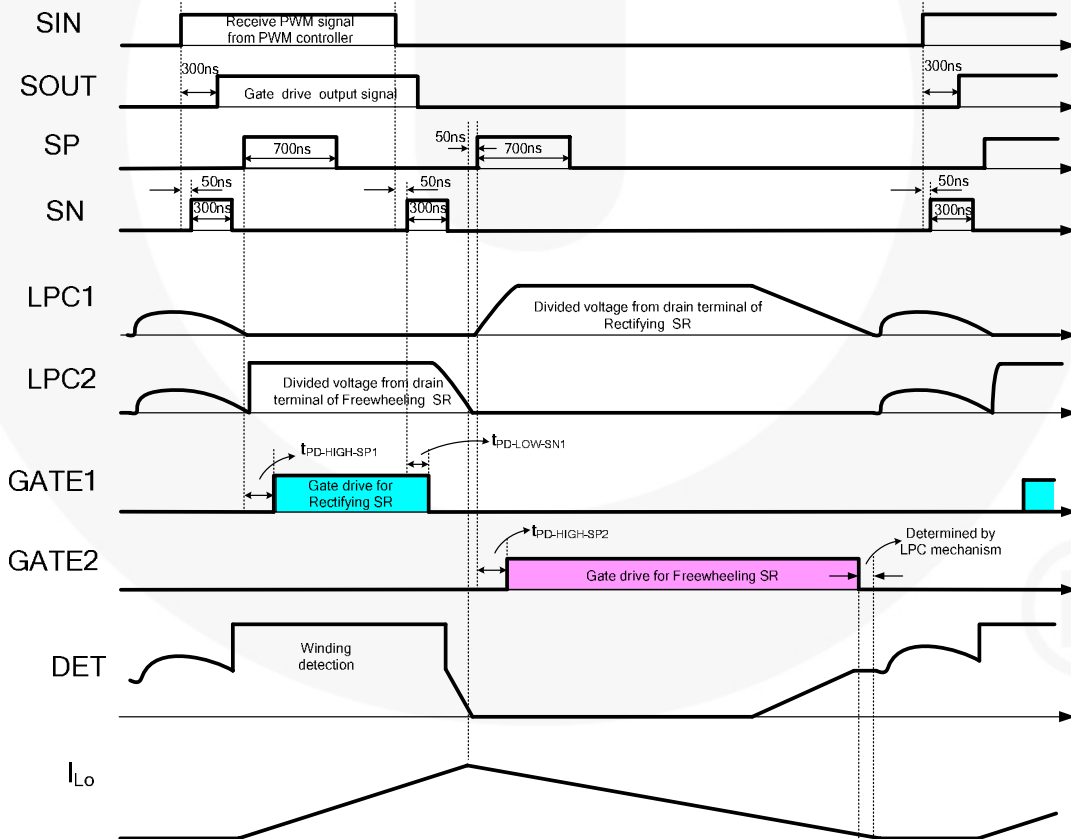 SIN
Receive PWM signal
from PWM controller
300ns
300ns
SOUT
Gate drive output signal
SP
50ns
700ns
700ns
50ns
50ns
50ns
SN
300ns
300ns
300ns
LPC1
Divided voltage from drain terminal of
Rectifying SR
LPC2
Divided voltage from drain
terminal of Freewheeling SR
tPD-HIGH-SP1
tPD-LOW-SN1
GATE1
Gate drive for
Rectifying SR
tPD-HIGH-SP2
Determined by
LPC mechanism
GATE2
Gate drive for Freewheeling SR
DET
Winding
detection
ILo